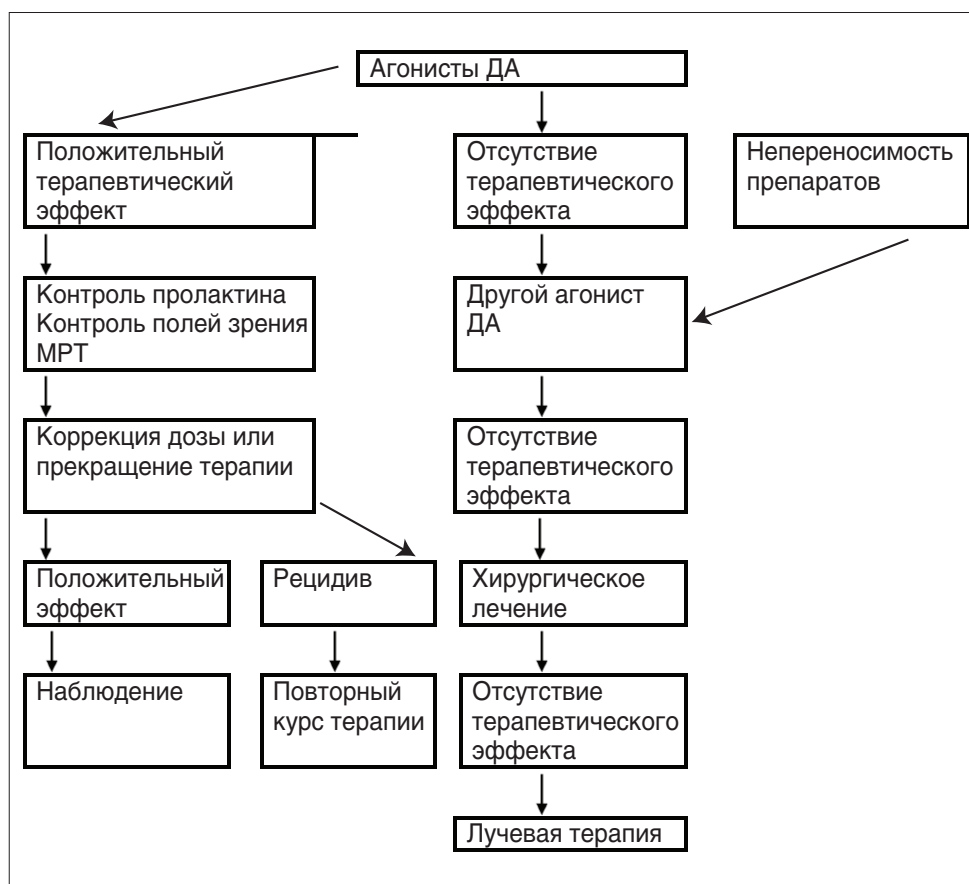 Агонисты ДА
Положительный
терапевтический
эффект
Отсутствие
терапевтического
эффекта
Непереносимость
препаратов
Контроль пролактина
Контроль полей зрения
МРТ
Другой агонист
ДА
Коррекция дозы или
прекращение терапии
Отсутствие
терапевтического
эффекта
Положительный
эффект
Рецидив
Хирургическое
лечение
Наблюдение
Повторный
курс терапии
Отсутствие
терапевтического
эффекта
Лучевая терапия